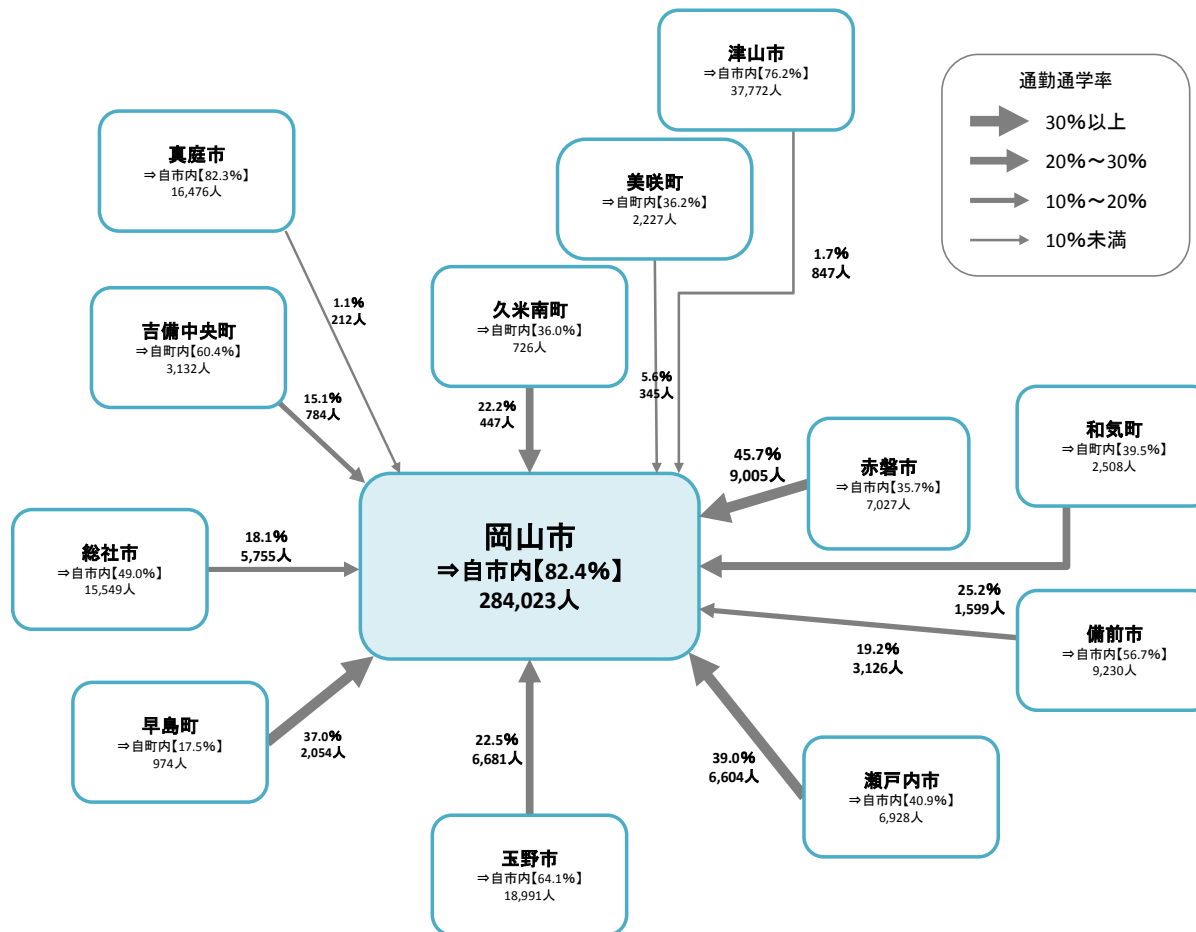 津山市
⇒自市内【76.2%】
37,772人
通勤通学率
30%以上
20%~30%
10%~20%
10%未満
真庭市
⇒自市内【82.3%】
16,476人
美咲町
⇒自町内【36.2%】
2,227人
1.7%
847人
久米南町
⇒自町内【36.0%】
726人
1.1%
212人
吉備中央町
⇒自町内【60.4%】
3,132人
15.1%
784人
22.2%
447人
5.6%
345人
和気町
⇒自町内【39.5%】
2,508人
45.7%
9,005人
赤磐市
⇒自市内【35.7%】
7,027人
岡山市
⇒自市内【82.4%】
284,023人
総社市
⇒自市内【49.0%】
15,549人
18.1%
5,755人
25.2%
1,599人
備前市
⇒自市内【56.7%】
9,230人
19.2%
3,126人
早島町
⇒自町内【17.5%】
974人
37.0%
2,054人
22.5%
6,681人
39.0%
6,604人
瀬戸内市
⇒自市内【40.9%】
6,928人
玉野市
⇒自市内【64.1%】
18,991人